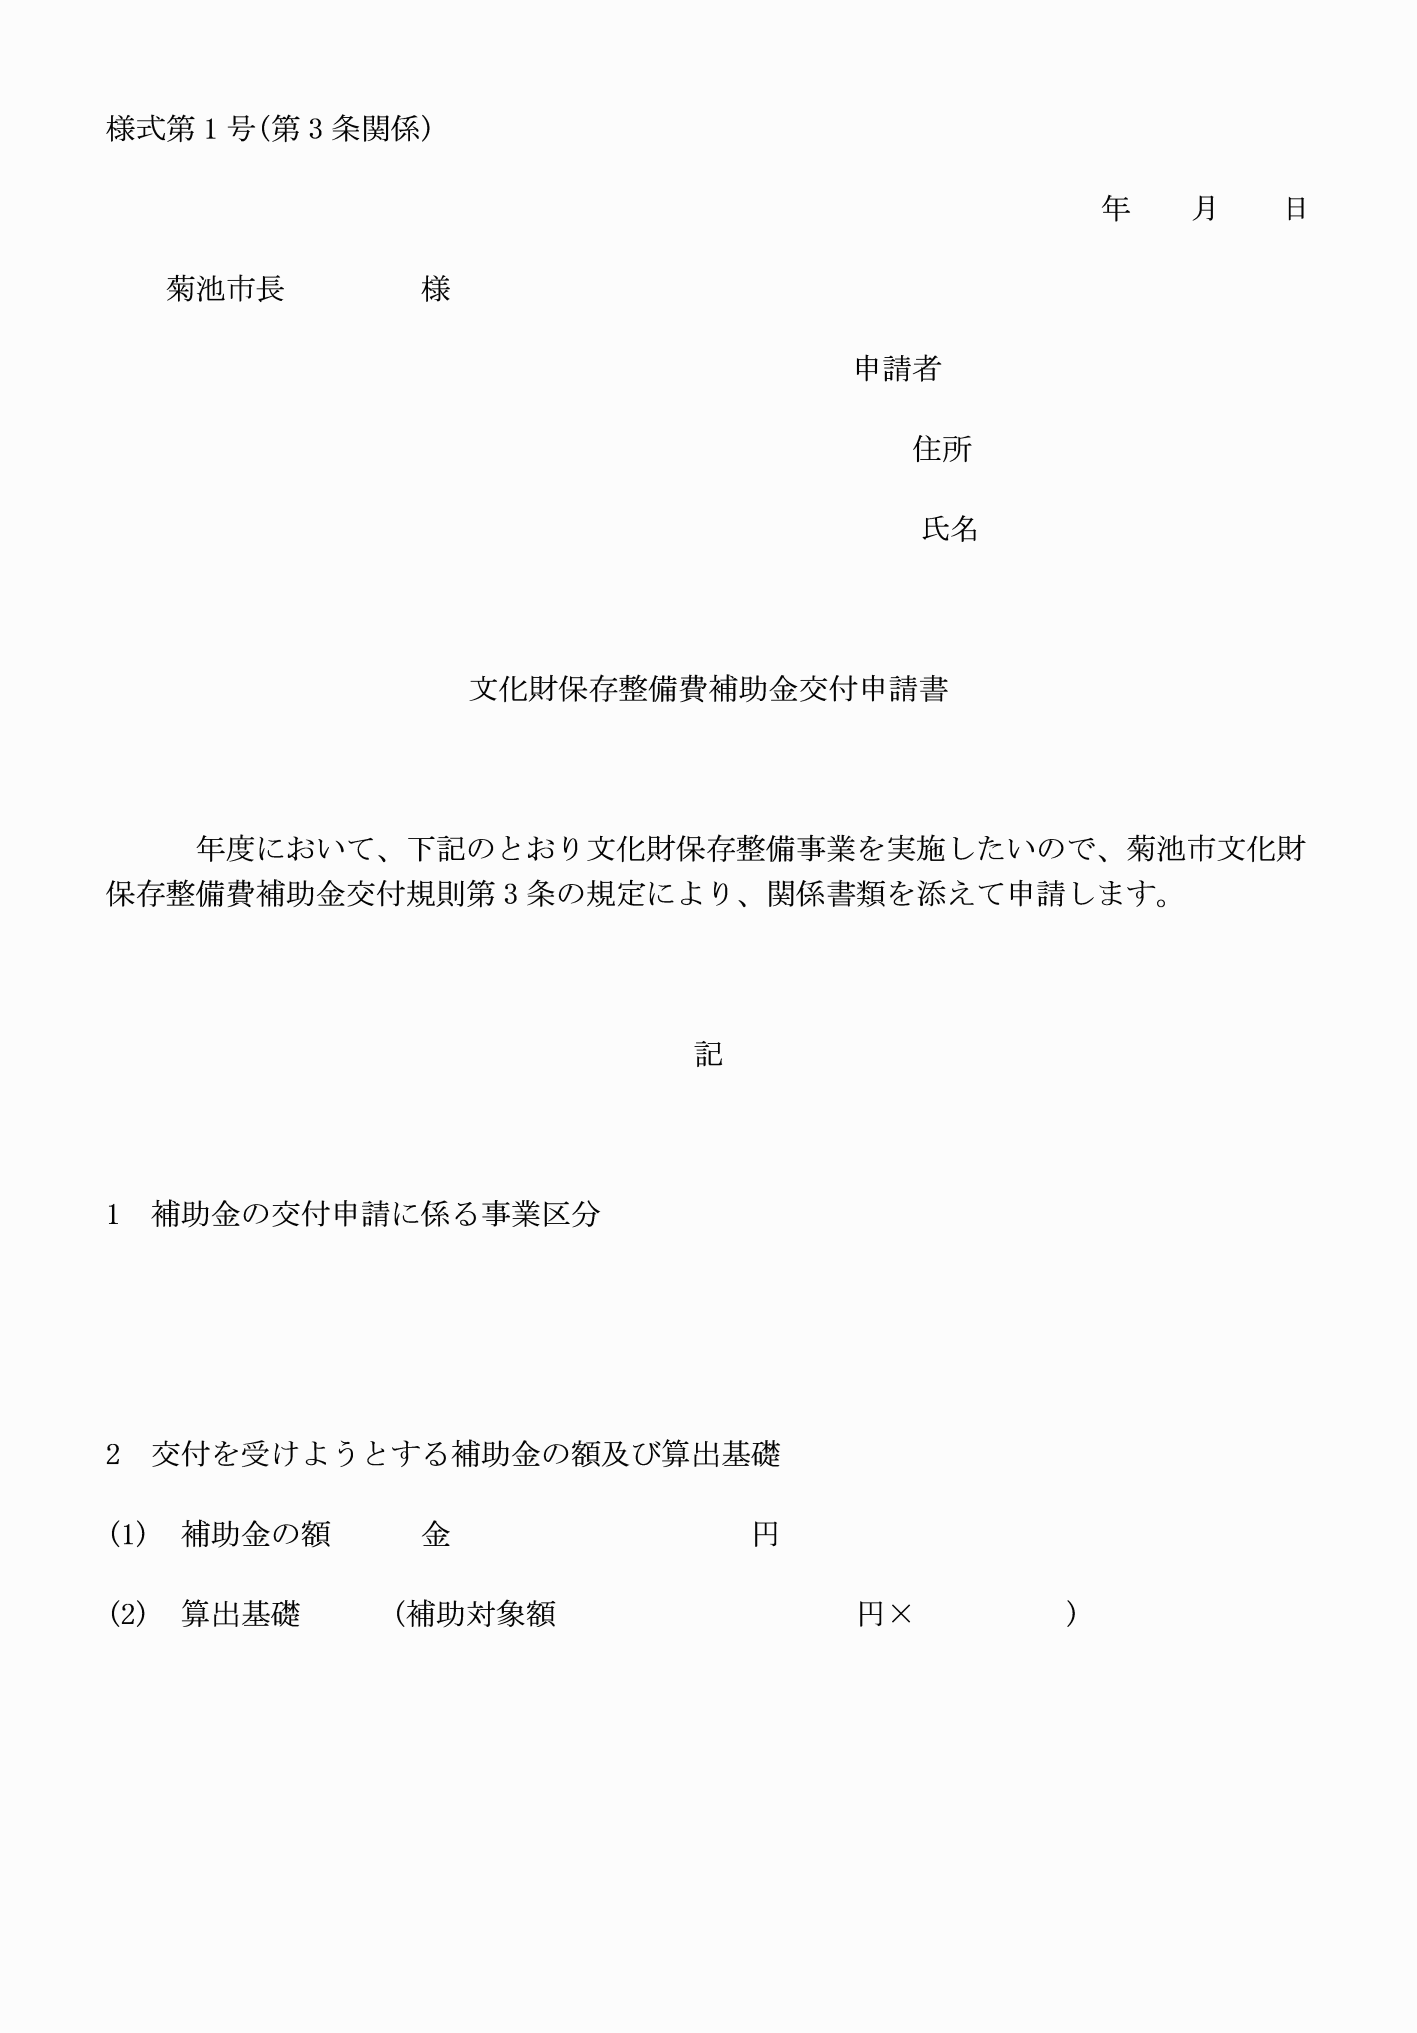 様式第1号(第3条関係)
年　　月　　日
菊池市長　　　　様
申請者
住所
氏名
文化財保存整備費補助金交付申請書
年度において、下記のとおり文化財保存整備事業を実施したいので、菊池市文化財
保存整備費補助金交付規則第3条の規定により、関係書類を添えて申請します。
記
1　補助金の交付申請に係る事業区分
2　交付を受けようとする補助金の額及び算出基礎
(1)　補助金の額　　　金　　　　　　　　　　円
(2)　算出基礎　　　(補助対象額　　　　　　　　　　円×　　　　　)